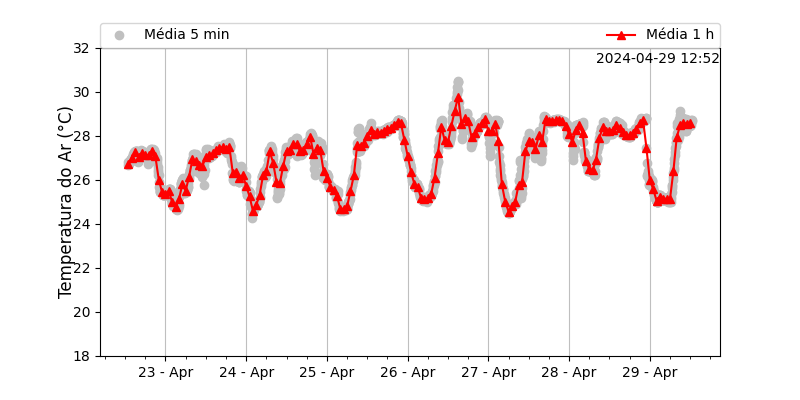 Média 5 min
Média 1 h
2024-04-29 12:52
Temperatura do Ar (°C)
32
30
28
26
24
22
20
18
23 - Apr
24 - Apr
25 - Apr
26 - Apr
27 - Apr
28 - Apr
29 - Apr